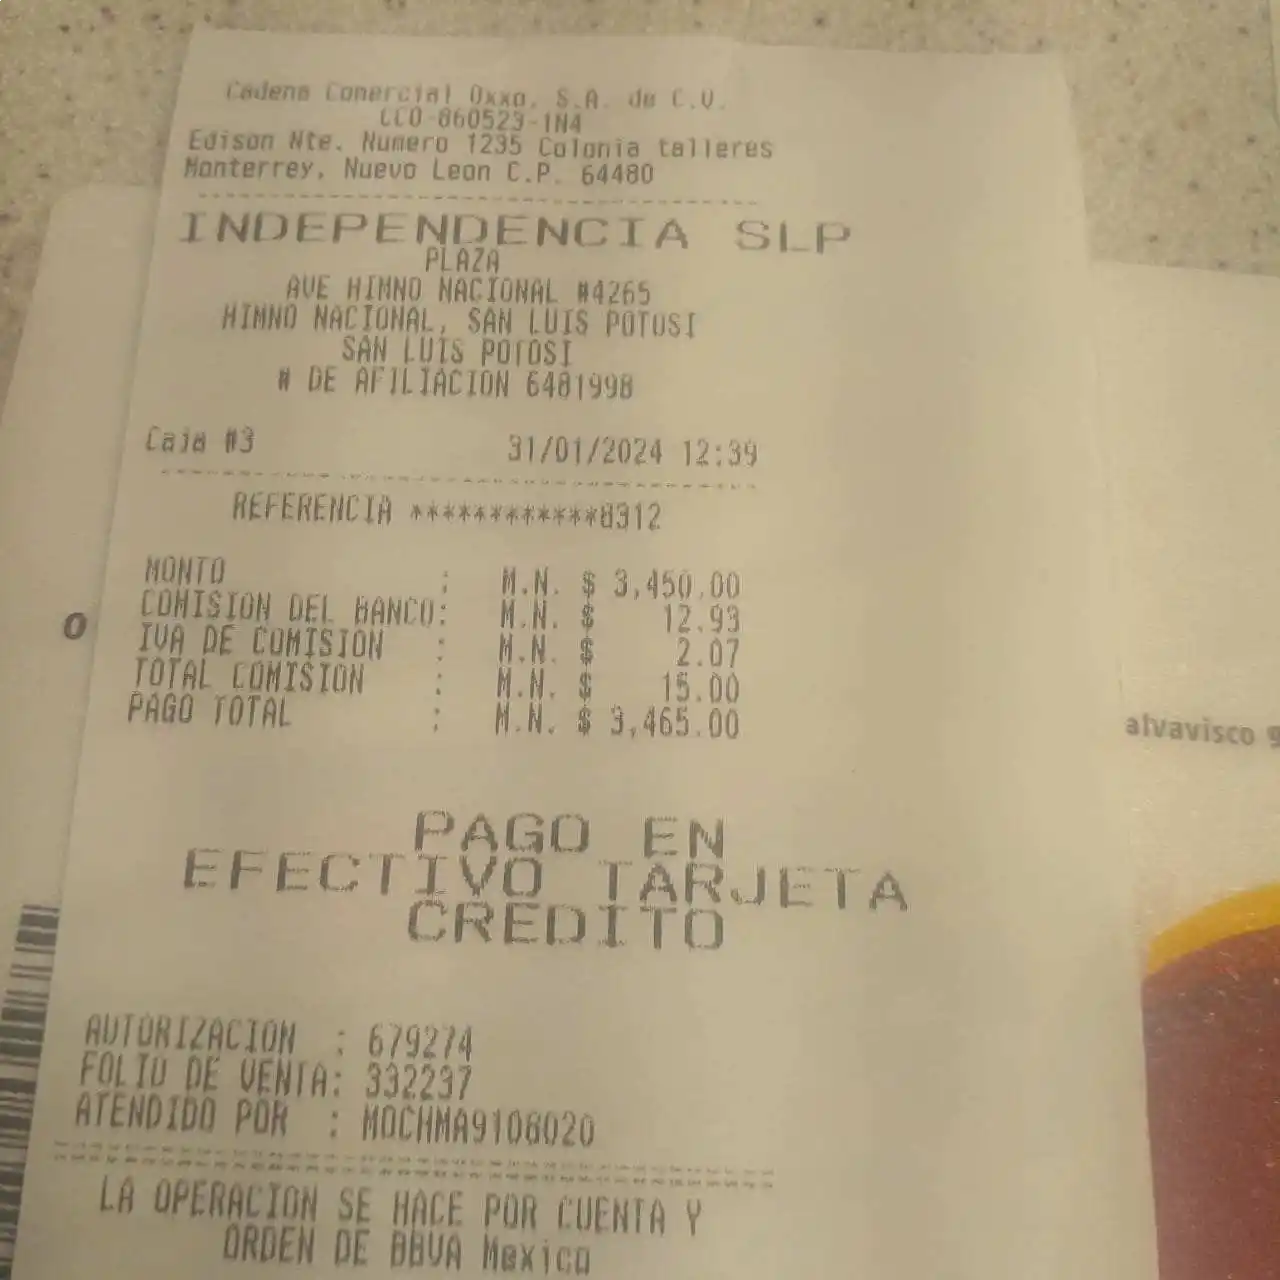 Cadena Comercial Oxxo, S.A. de C.V.
CCO-860523-1N4
Edison Nte. Numero 1235 Colonia talleres
Monterrey, Nuevo Leon C.P. 64480
INDEPENDENCIA SLP
PLAZA
AVE HIMNO NACIONAL #4265
HIMNO NACIONAL, SAN LUIS POTOSI
SAN LUIS POTOSI
# DE AFILIACION 6481998
Caja #3 31/01/2024 12:39
REFERENCIA ************8312
MONTO : M.N. $ 3,450.00
COMISION DEL BANCO: M.N. $ 12.93
IVA DE COMISION : M.N. $ 2.07
TOTAL COMISION : M.N. $ 15.00
PAGO TOTAL : M.N. $ 3,465.00
PAGO EN
EFECTIVO TARJETA
CREDITO
AUTORIZACION : 679274
FOLIO DE VENTA: 332237
ATENDIDO POR : MOCHMA9108020
LA OPERACION SE HACE POR CUENTA Y
ORDEN DE BBVA Mexico
o
alvavisco 9